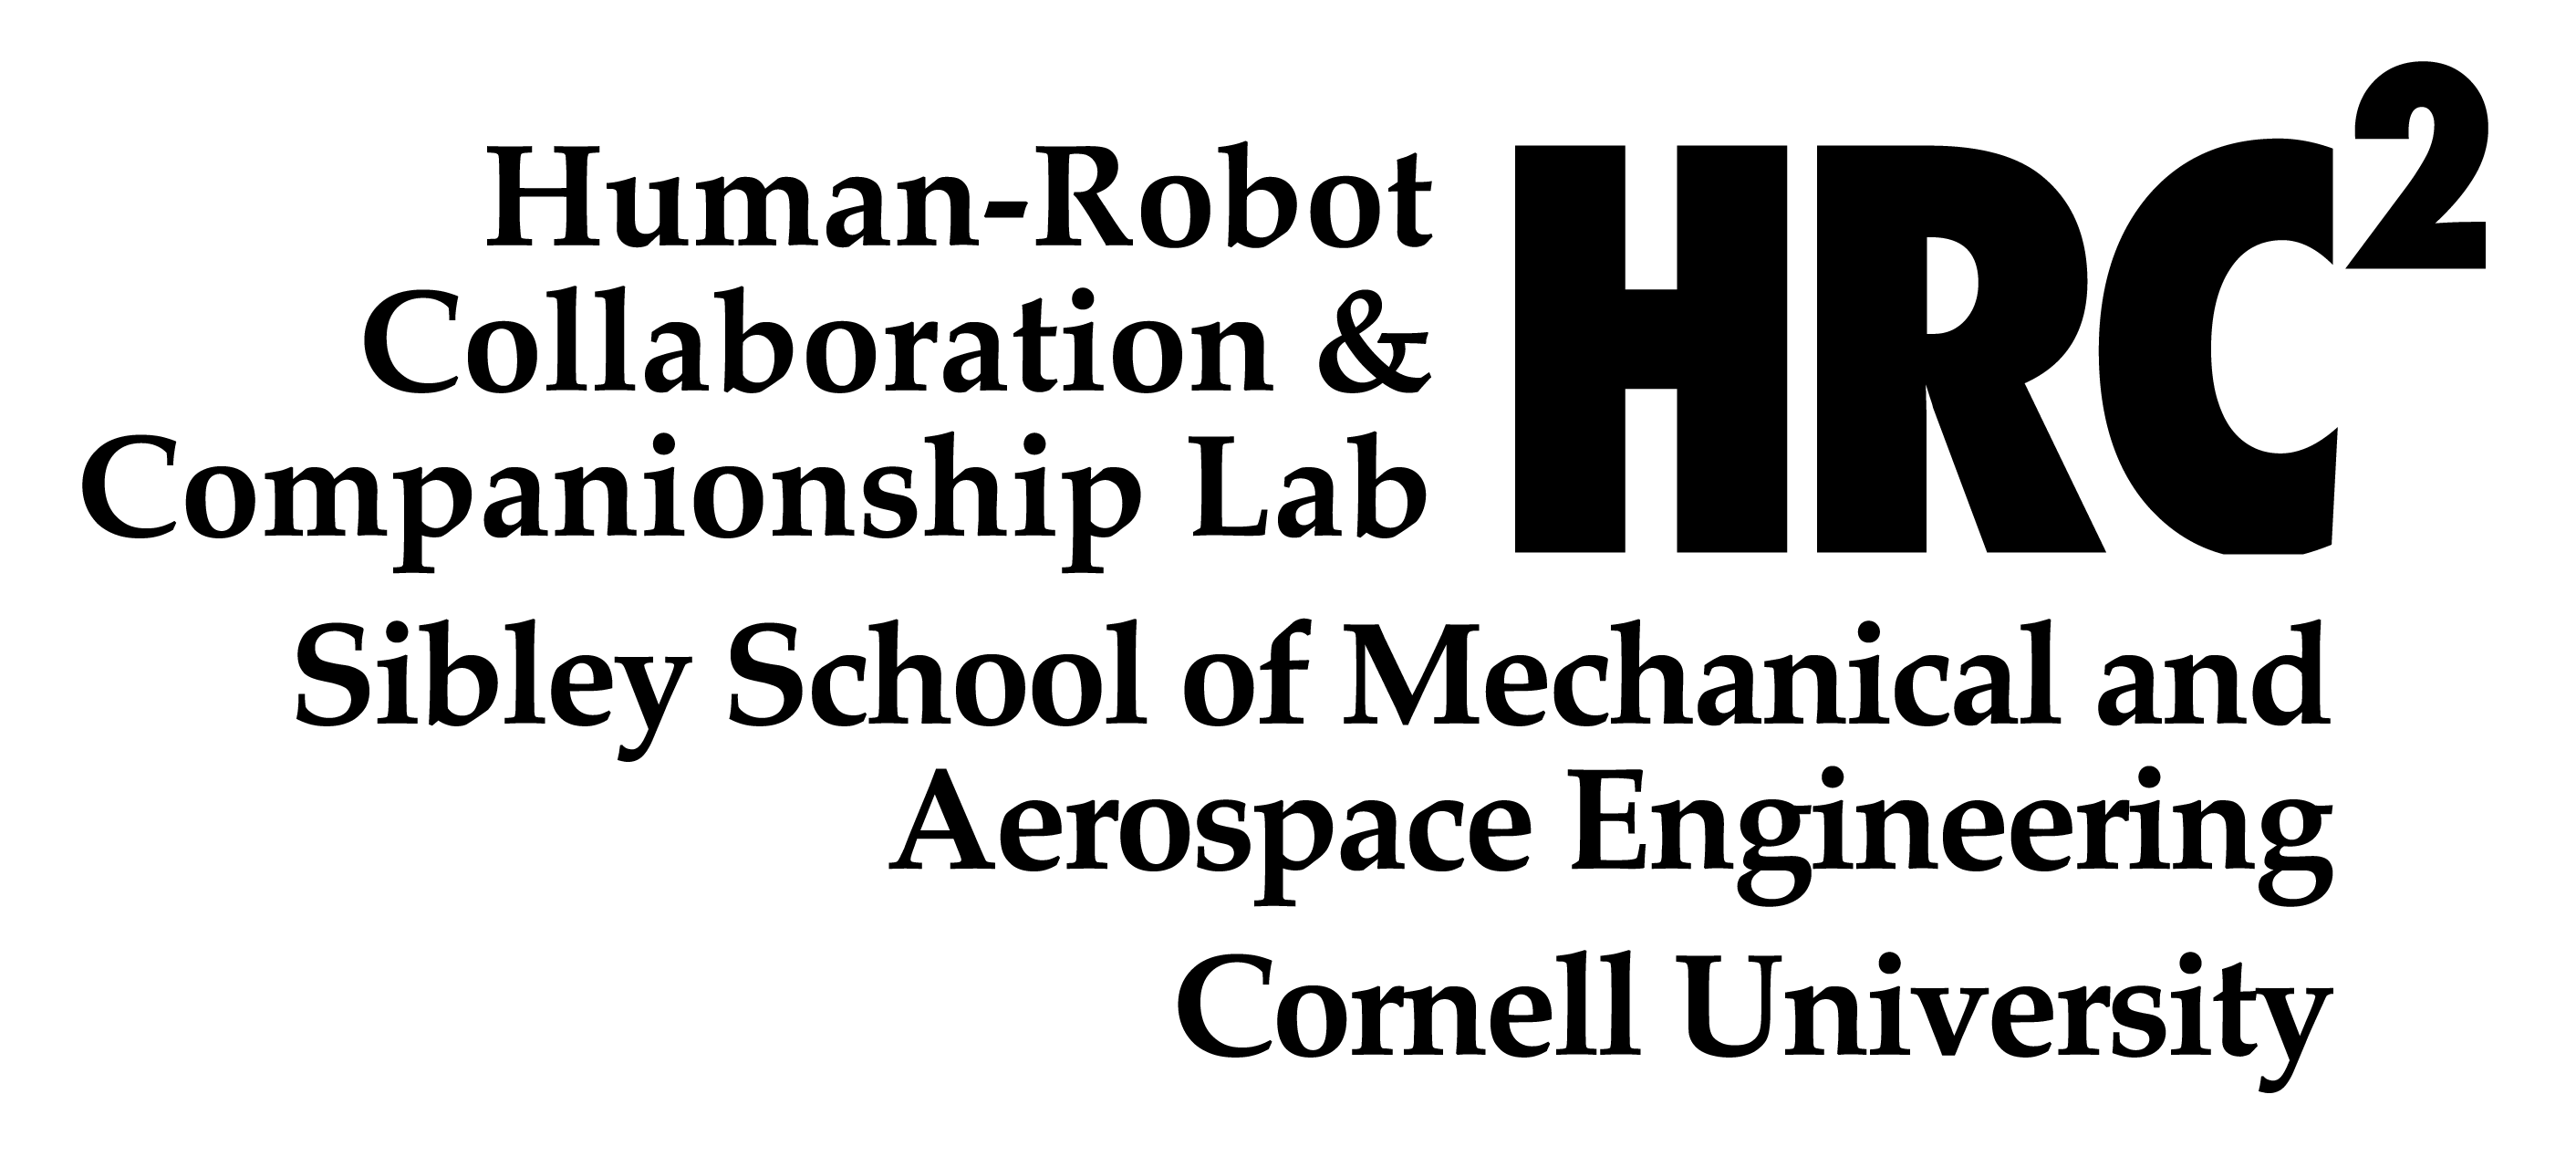 Human-Robot
Collaboration &
Companionship Lab
HRC²
Sibley School of Mechanical and
Aerospace Engineering
Cornell University